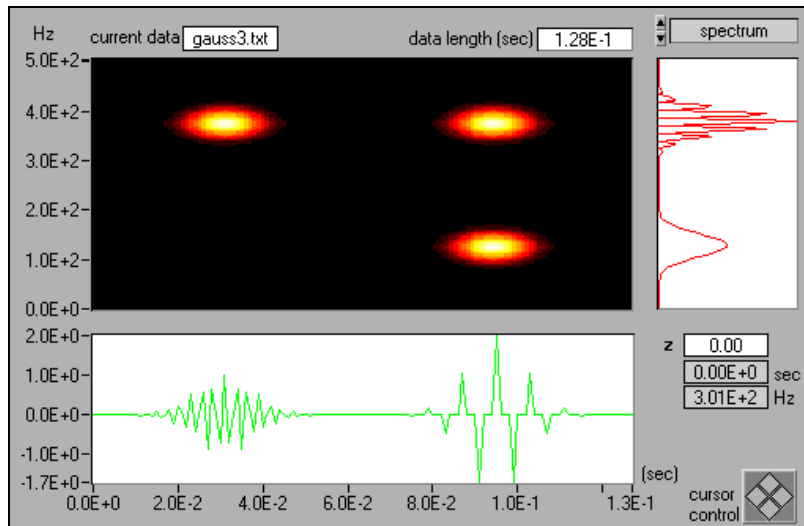 Hz current data gauss3.txt data length (sec) 1.28E-1 spectrum
5.0E+2
4.0E+2
3.0E+2
2.0E+2
1.0E+2
0.0E+0
2.0E+0
1.0E+0
0.0E+0
-1.0E+0
-1.7E+0
0.0E+0 2.0E-2 4.0E-2 6.0E-2 8.0E-2 1.0E-1 1.3E-1
(sec)
z 0.00
0.00E+0 sec
3.01E+2 Hz
cursor
control